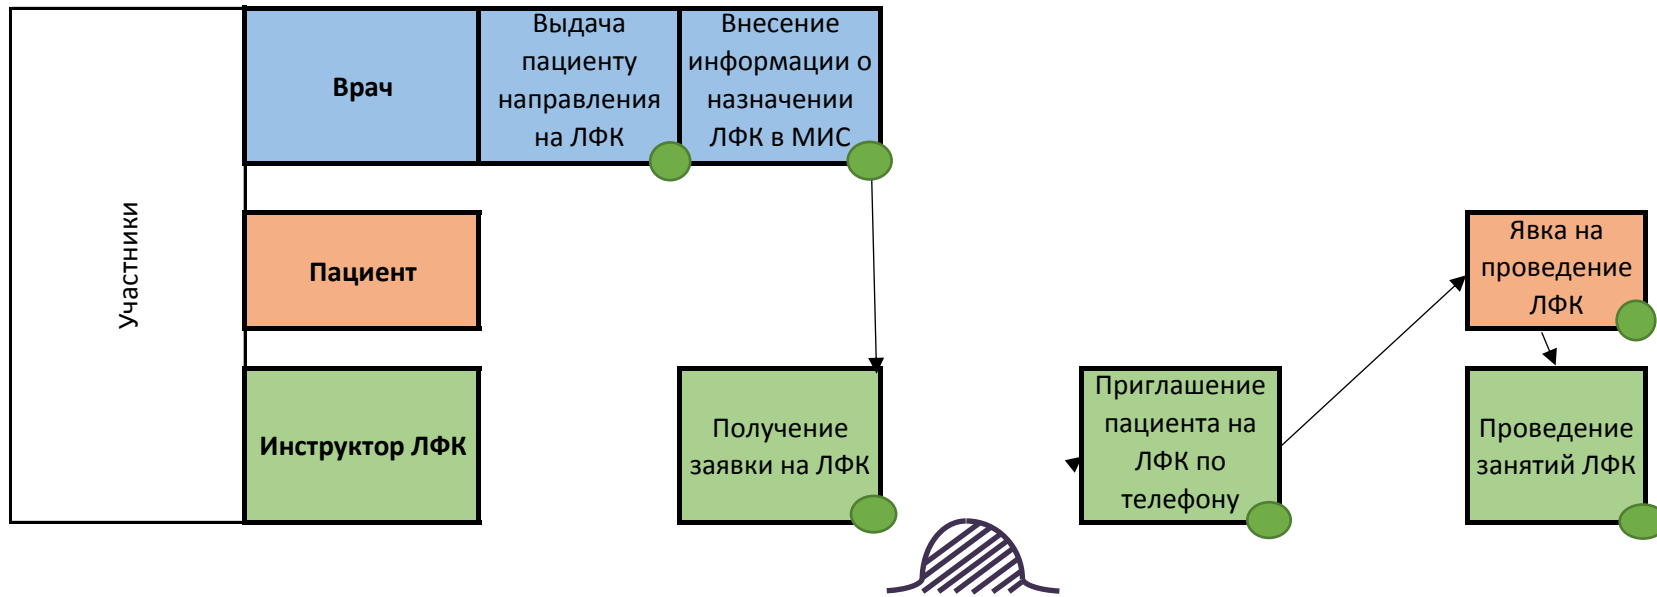 Участники
Врач
Выдача
пациенту
направления
на ЛФК
Внесение
информации о
назначении
ЛФК в МИС
Пациент
Явка на
проведение
ЛФК
Инструктор ЛФК
Получение
заявки на ЛФК
Приглашение
пациента на
ЛФК по
телефону
Проведение
занятий ЛФК